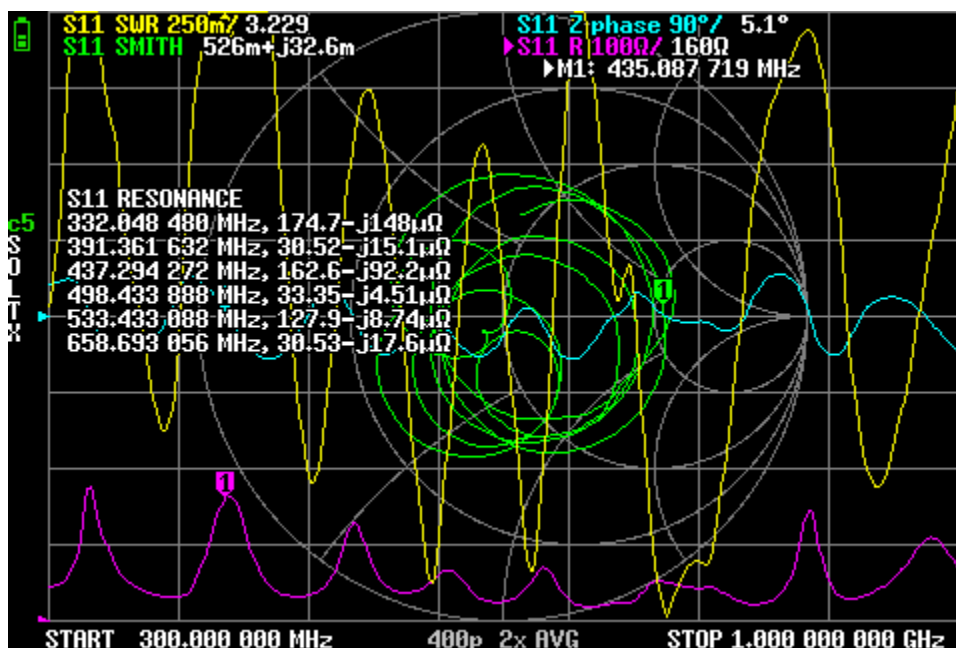 S11 SWR 250m/ 3.229
S11 SMITH 526m+j32.6m
S11 Z phase 90°/ 5.1°
▶S11 R 100Ω/ 160Ω
▶M1: 435.087 719 MHz
S11 RESONANCE
332.048 480 MHz, 174.7-j148µΩ
391.361 632 MHz, 30.52-j15.1µΩ
437.294 272 MHz, 162.6-j92.2µΩ
498.433 888 MHz, 33.35-j4.51µΩ
533.433 088 MHz, 127.9-j8.74µΩ
658.693 056 MHz, 30.53-j17.6µΩ
c5
S
O
L
T
X
1
1
START 300.000 000 MHz
400p 2x AVG
STOP 1.000 000 000 GHz